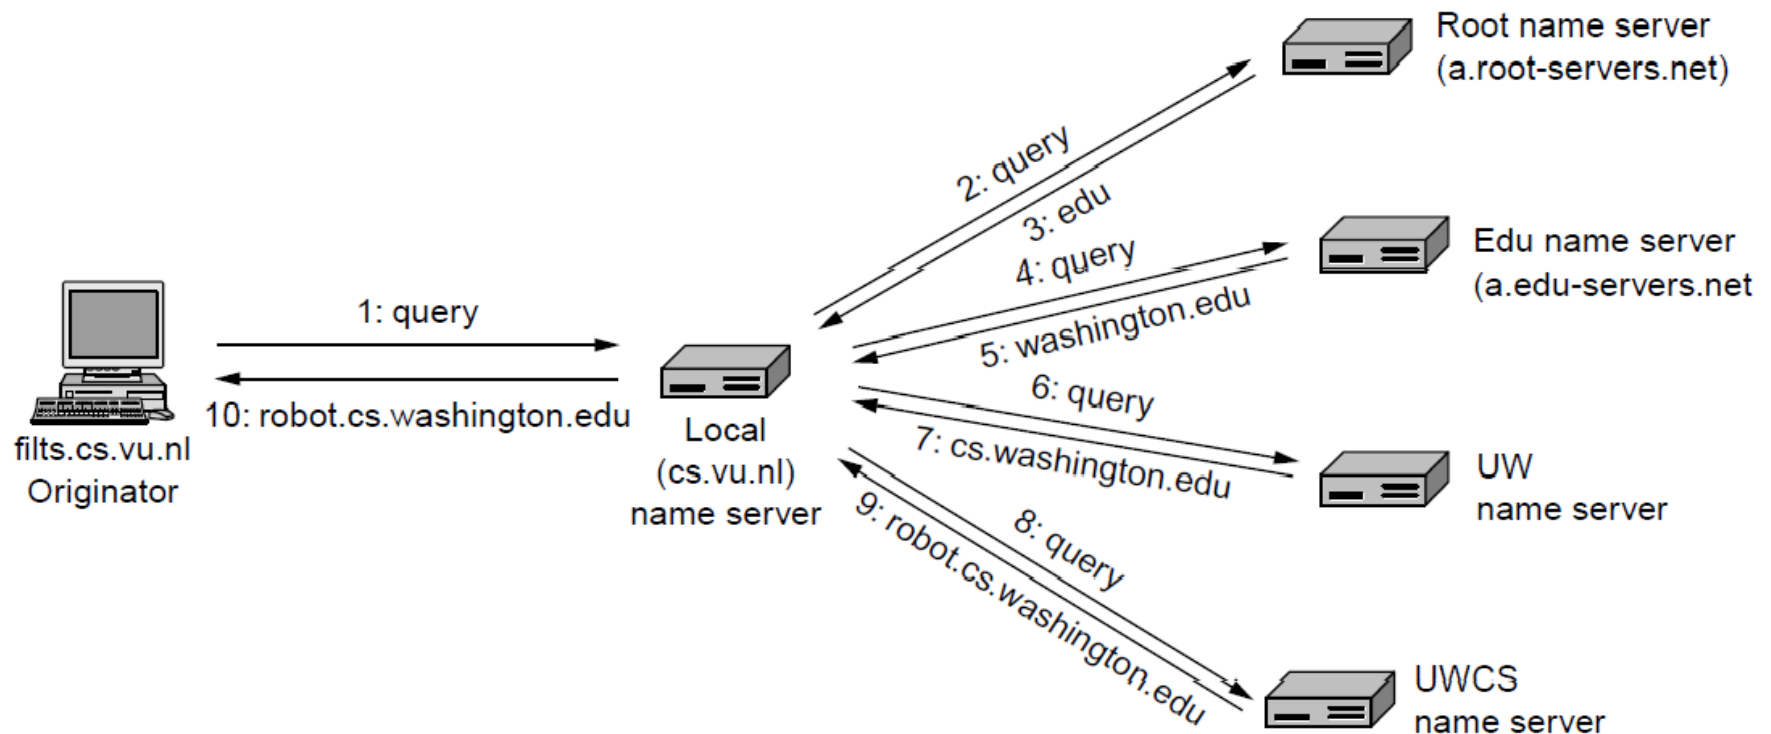 Root name server
(a.root-servers.net)
2: query
3: edu
4: query
Edu name server
(a.edu-servers.net
5: washington.edu
1: query
6: query
10: robot.cs.washington.edu
7: cs.washington.edu
filts.cs.vu.nl
Originator
Local
(cs.vu.nl)
name server
UW
name server
8: query
9: robot.cs.washington.edu
UWCS
name server